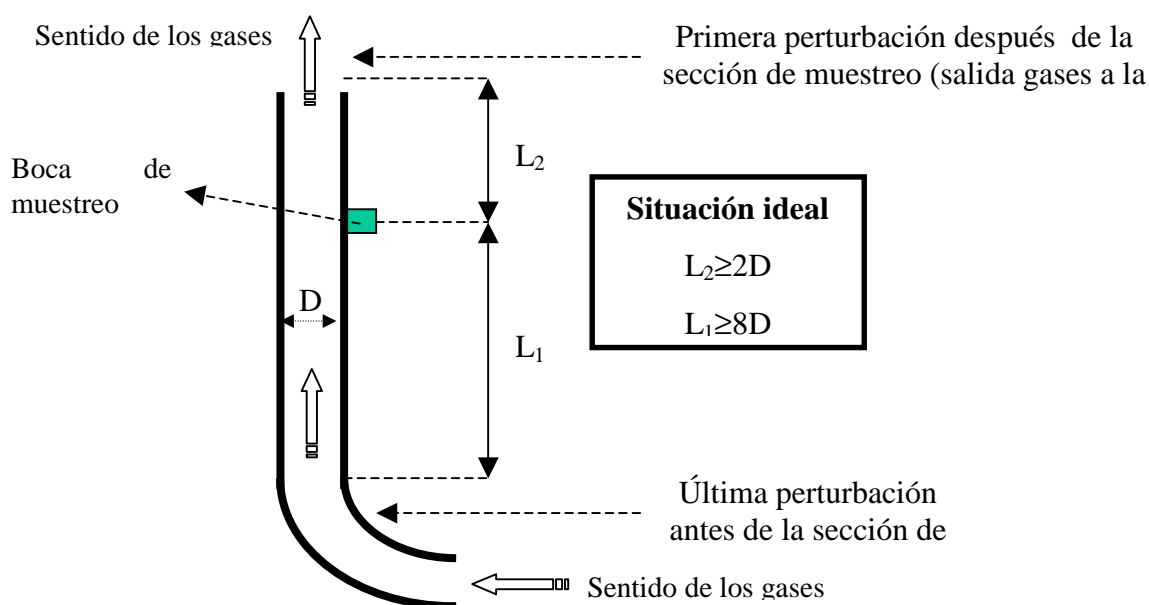 Sentido de los gases
Primera perturbación después de la
sección de muestreo (salida gases a la
Boca de
muestreo
L₂
Situación ideal
L₂≥2D
L₁≥8D
D
L₁
Última perturbación
antes de la sección de
Sentido de los gases